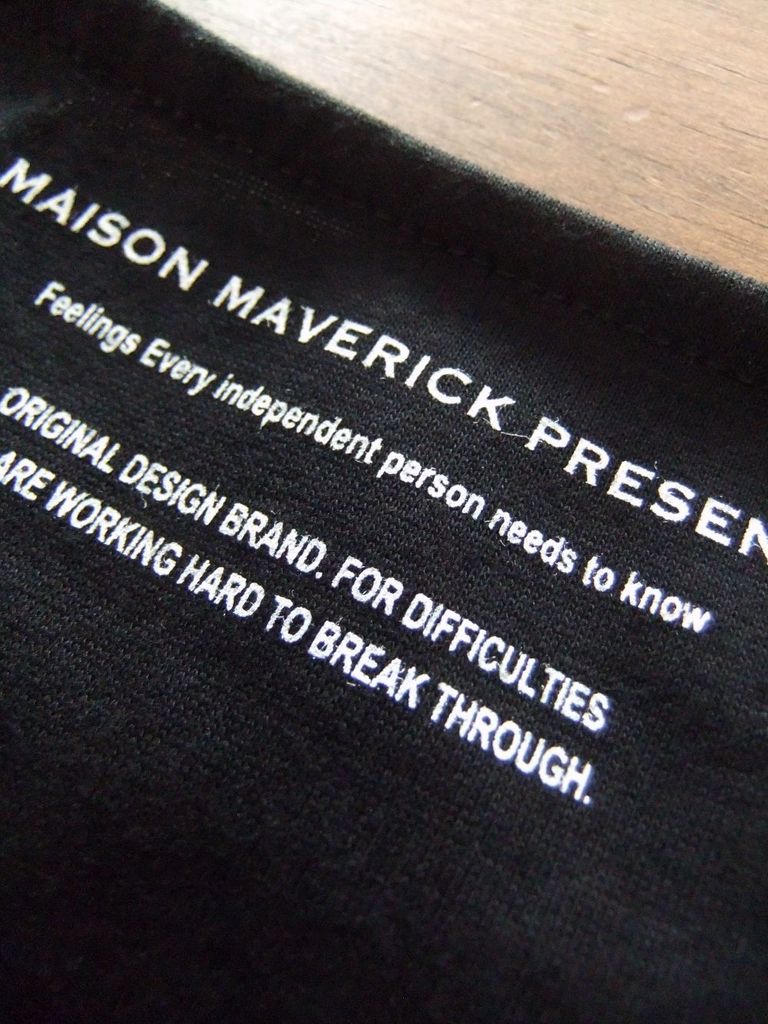 MAISON MAVERICK PRESEN
Feelings Every independent person needs to know
ORIGINAL DESIGN BRAND. FOR DIFFICULTIES
ARE WORKING HARD TO BREAK THROUGH.